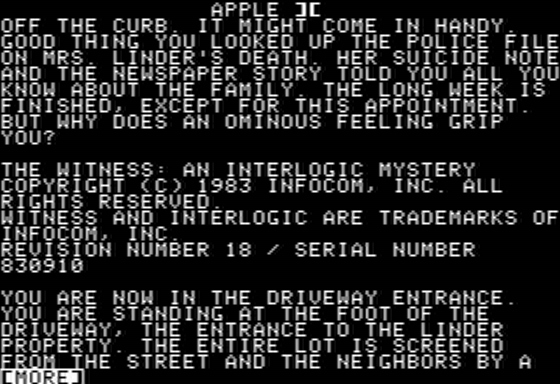 APPLE ][
OFF THE CURB. IT MIGHT COME IN HANDY.
GOOD THING YOU LOOKED UP THE POLICE FILE
ON MRS. LINDER'S DEATH. HER SUICIDE NOTE
AND THE NEWSPAPER STORY TOLD YOU ALL YOU
KNOW ABOUT THE FAMILY. THE LONG WEEK IS
FINISHED, EXCEPT FOR THIS APPOINTMENT.
BUT WHY DOES AN OMINOUS FEELING GRIP
YOU?
THE WITNESS: AN INTERLOGIC MYSTERY
COPYRIGHT (C) 1983 INFOCOM, INC. ALL
RIGHTS RESERVED.
WITNESS AND INTERLOGIC ARE TRADEMARKS OF
INFOCOM, INC.
REVISION NUMBER 18 / SERIAL NUMBER
830910
YOU ARE NOW IN THE DRIVEWAY ENTRANCE.
YOU ARE STANDING AT THE FOOT OF THE
DRIVEWAY, THE ENTRANCE TO THE LINDER
PROPERTY. THE ENTIRE LOT IS SCREENED
FROM THE STREET AND THE NEIGHBORS BY A
[MORE]